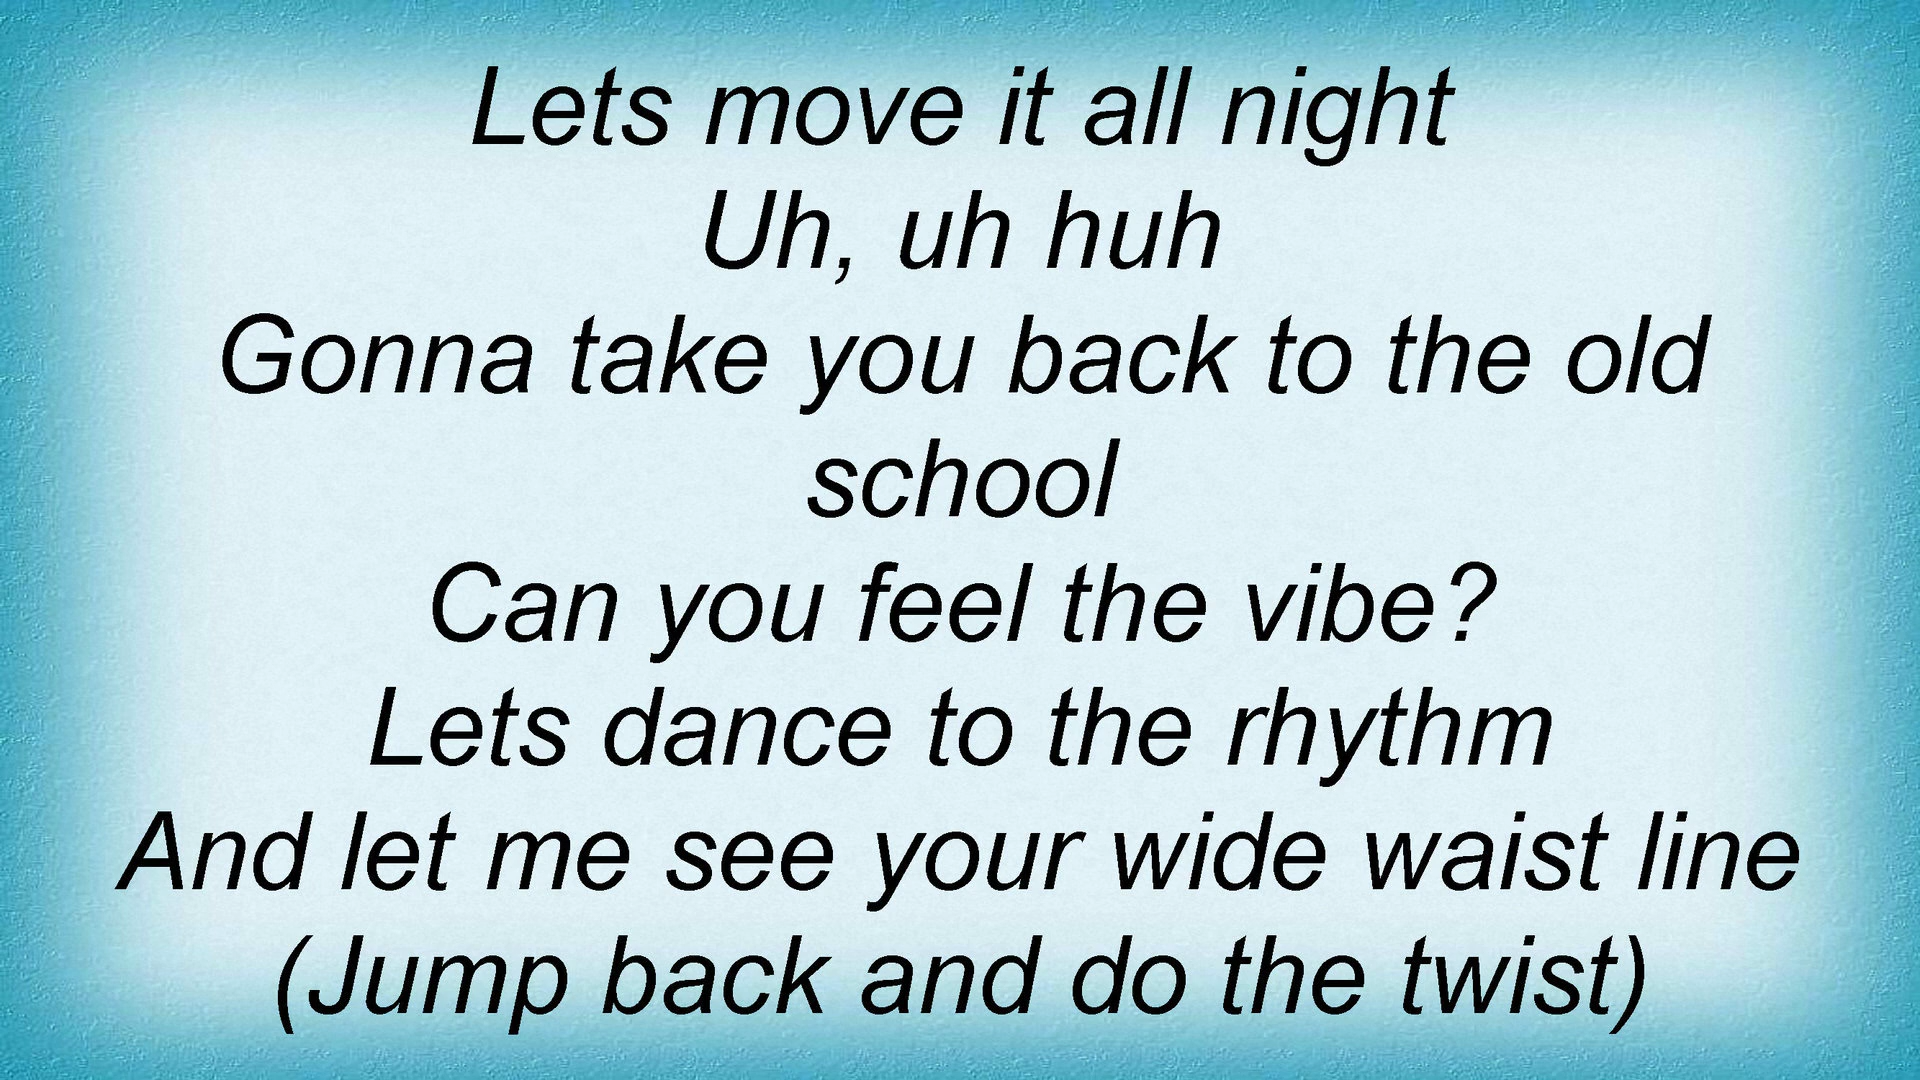 Lets move it all night
Uh, uh huh
Gonna take you back to the old
school
Can you feel the vibe?
Lets dance to the rhythm
And let me see your wide waist line
(Jump back and do the twist)